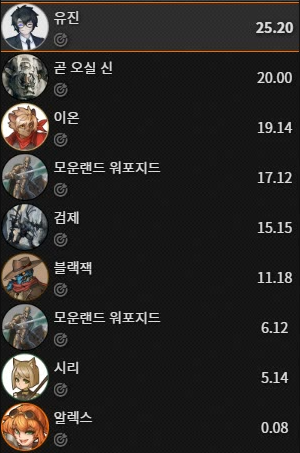 유진
25.20
곧 오실 신
20.00
이온
19.14
모운랜드 워포지드
17.12
검제
15.15
블랙잭
11.18
모운랜드 워포지드
6.12
시리
5.14
알렉스
0.08